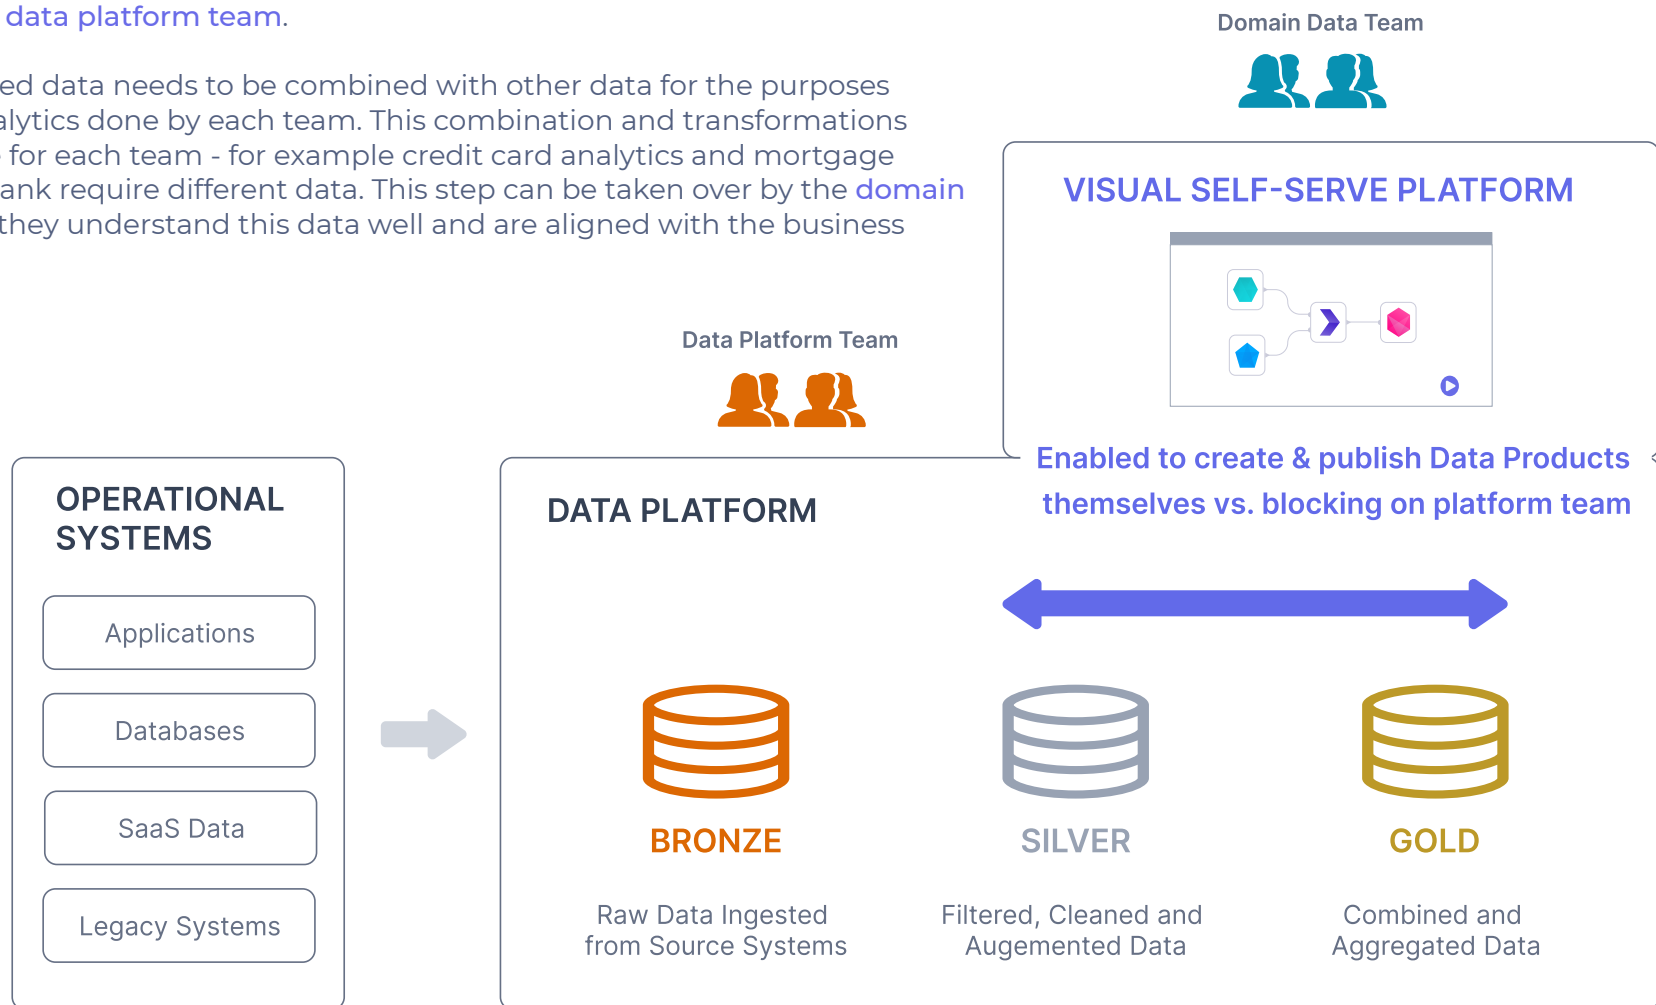 data platform team.
ed data needs to be combined with other data for the purposes
alytics done by each team. This combination and transformations
for each team - for example credit card analytics and mortgage
ank require different data. This step can be taken over by the domain
they understand this data well and are aligned with the business
Domain Data Team
VISUAL SELF-SERVE PLATFORM
Enabled to create & publish Data Products
themselves vs. blocking on platform team
Data Platform Team
OPERATIONAL
SYSTEMS
Applications
Databases
SaaS Data
Legacy Systems
DATA PLATFORM
BRONZE
Raw Data Ingested
from Source Systems
SILVER
Filtered, Cleaned and
Augemented Data
GOLD
Combined and
Aggregated Data